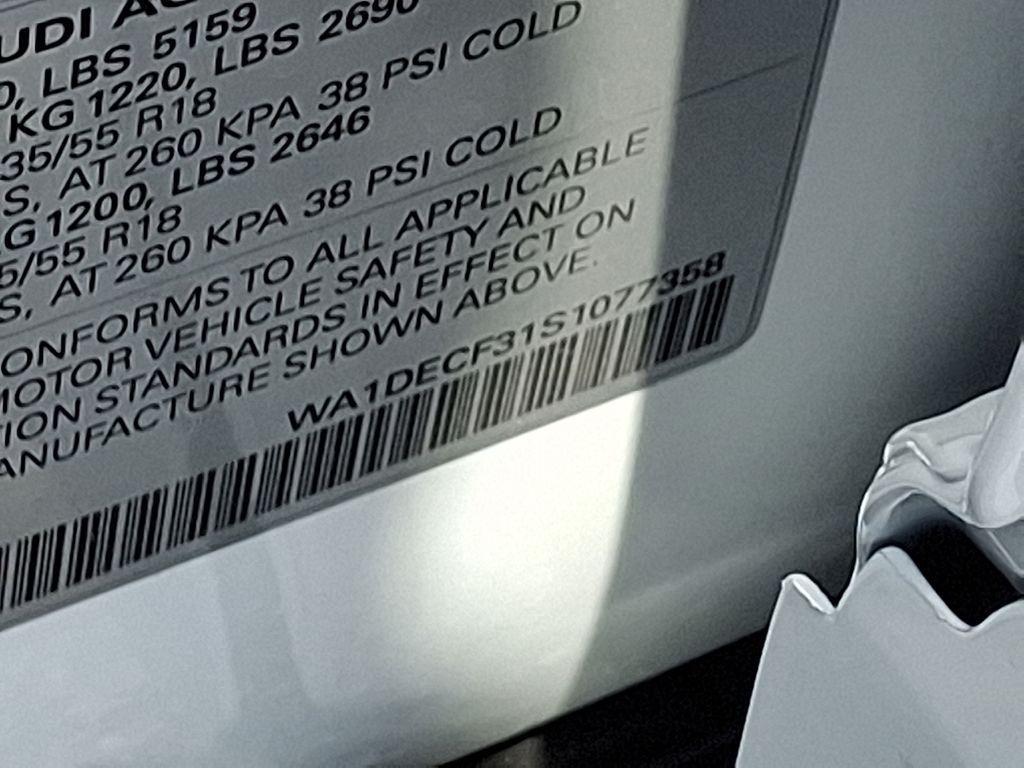 UDI A
0, LBS 5159
KG 1220, LBS 2690
35/55 R18
S, AT 260 KPA 38 PSI COLD
G 1200, LBS 2646
5/55 R18
S, AT 260 KPA 38 PSI COLD
ONFORMS TO ALL APPLICABLE
MOTOR VEHICLE SAFETY AND
ION STANDARDS IN EFFECT ON
ANUFACTURE SHOWN ABOVE.
WA1DECF31S1077358